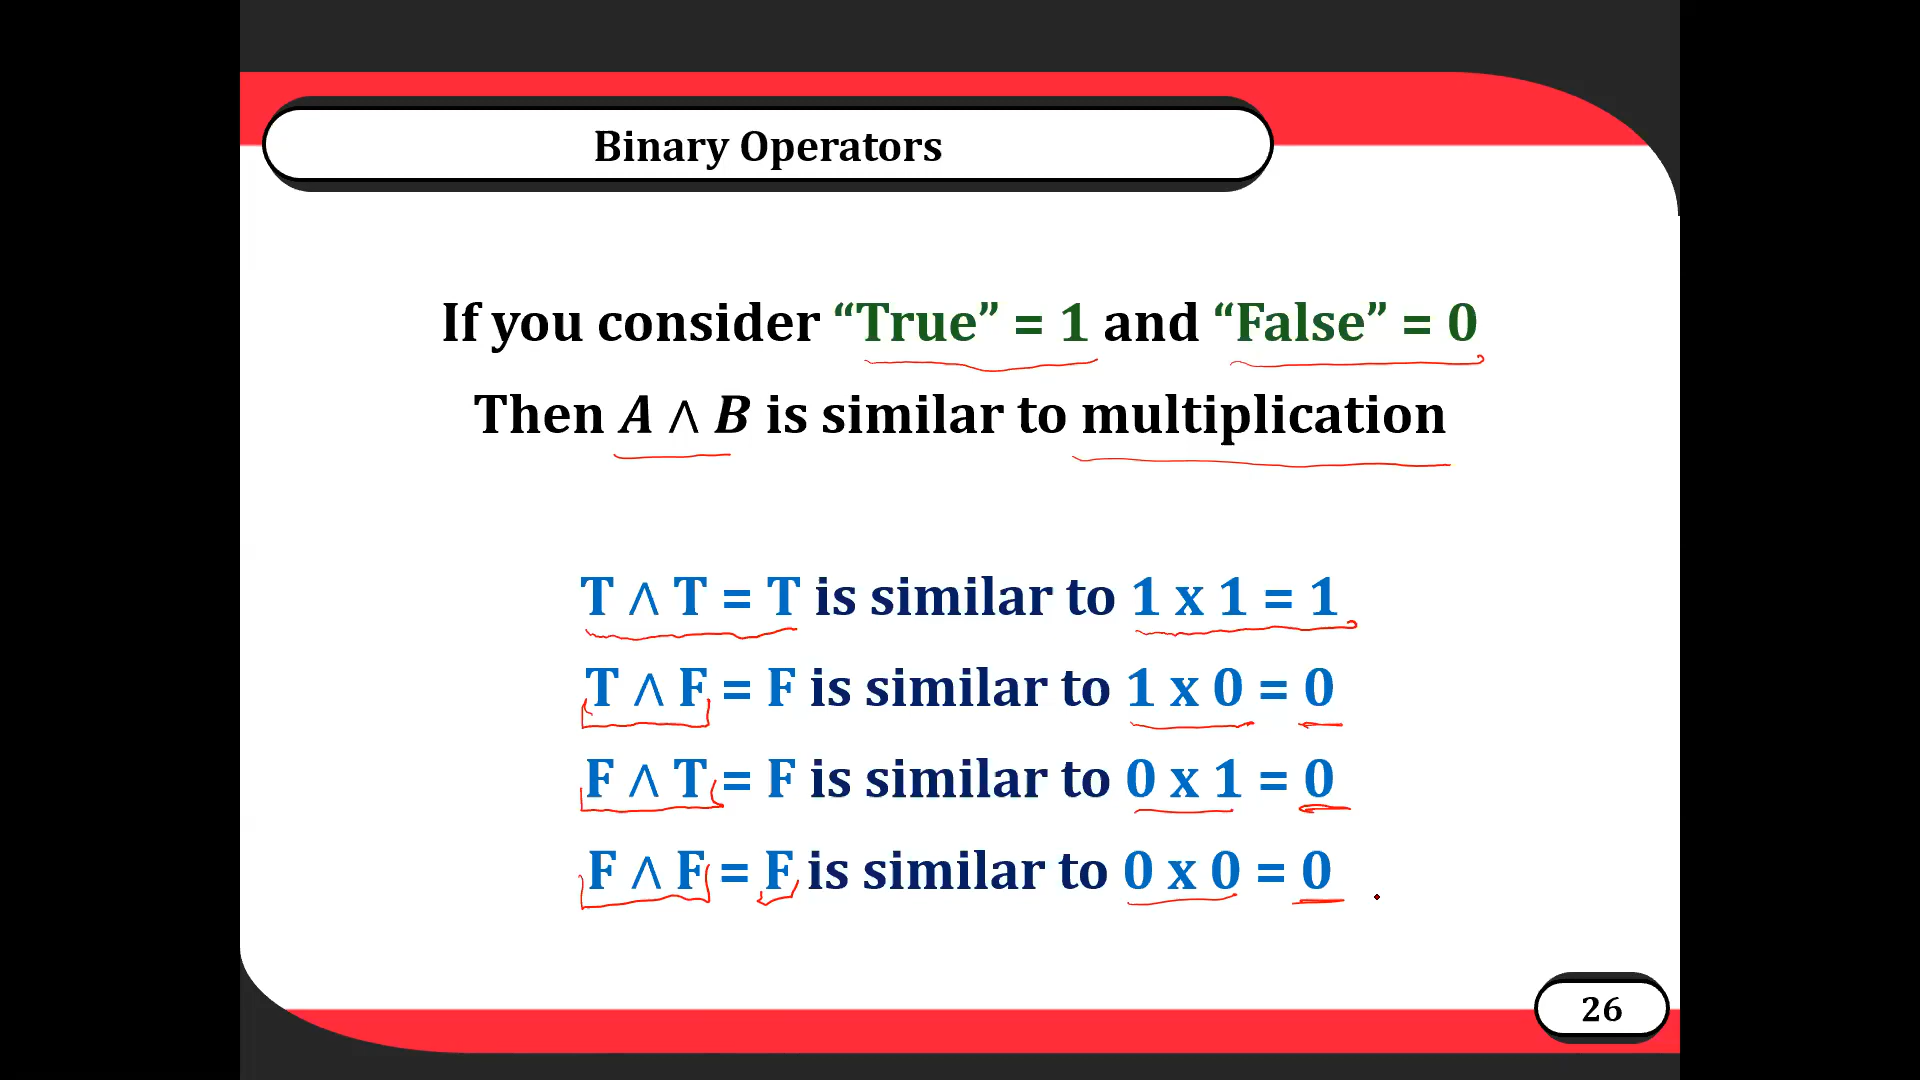 Binary Operators
If you consider “True” = 1 and “False” = 0
Then A ∧ B is similar to multiplication
T ∧ T = T is similar to 1 x 1 = 1
T ∧ F = F is similar to 1 x 0 = 0
F ∧ T = F is similar to 0 x 1 = 0
F ∧ F = F is similar to 0 x 0 = 0
26